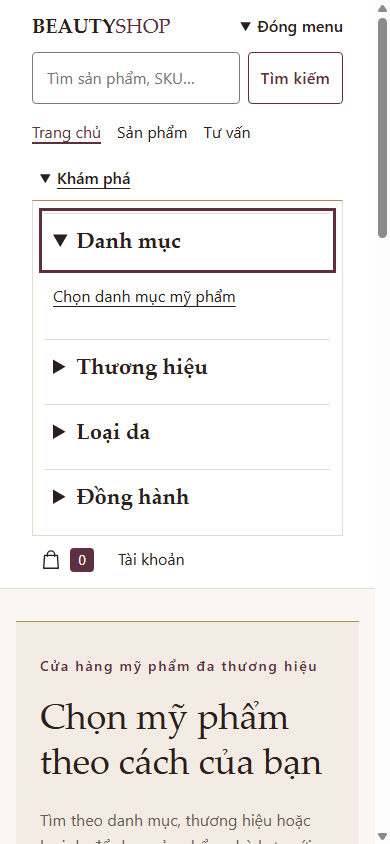 BEAUTYSHOP
Đóng menu
Tìm sản phẩm, SKU...
Tìm kiếm
Trang chủ Sản phẩm Tư vấn
Khám phá
Danh mục
Chọn danh mục mỹ phẩm
Thương hiệu
Loại da
Đồng hành
0 Tài khoản
Cửa hàng mỹ phẩm đa thương hiệu
Chọn mỹ phẩm
theo cách của bạn
Tìm theo danh mục, thương hiệu hoặc